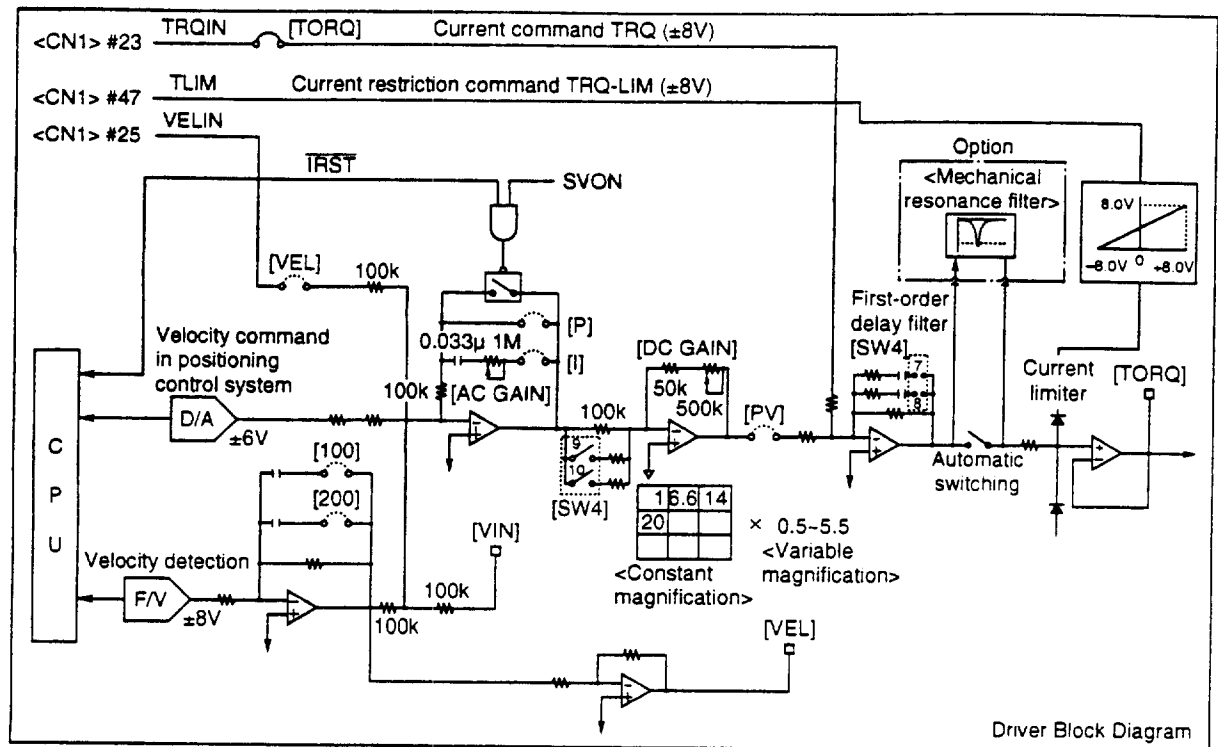 <CN1> #23 TRQIN [TORQ] Current command TRQ (±8V)
<CN1> #47 TLIM Current restriction command TRQ-LIM (±8V)
<CN1> #25 VELIN
IRST
SVON
Option
<Mechanical
resonance filter>
8.0V
−8.0V 0 +8.0V
[VEL]
100k
[P]
0.033μ 1M
[I]
[AC GAIN]
100k
Velocity command
in positioning
control system
D/A
±6V
C
P
U
100k
9
10
[SW4]
[DC GAIN]
50k
500k
[PV]
First-order
delay filter
[SW4]
7
8
Automatic
switching
Current
limiter
[TORQ]
1 6.6 14
20
<Constant
magnification>
× 0.5~5.5
<Variable
magnification>
[100]
[200]
Velocity detection
F/V
±8V
100k
100k
[VIN]
[VEL]
Driver Block Diagram